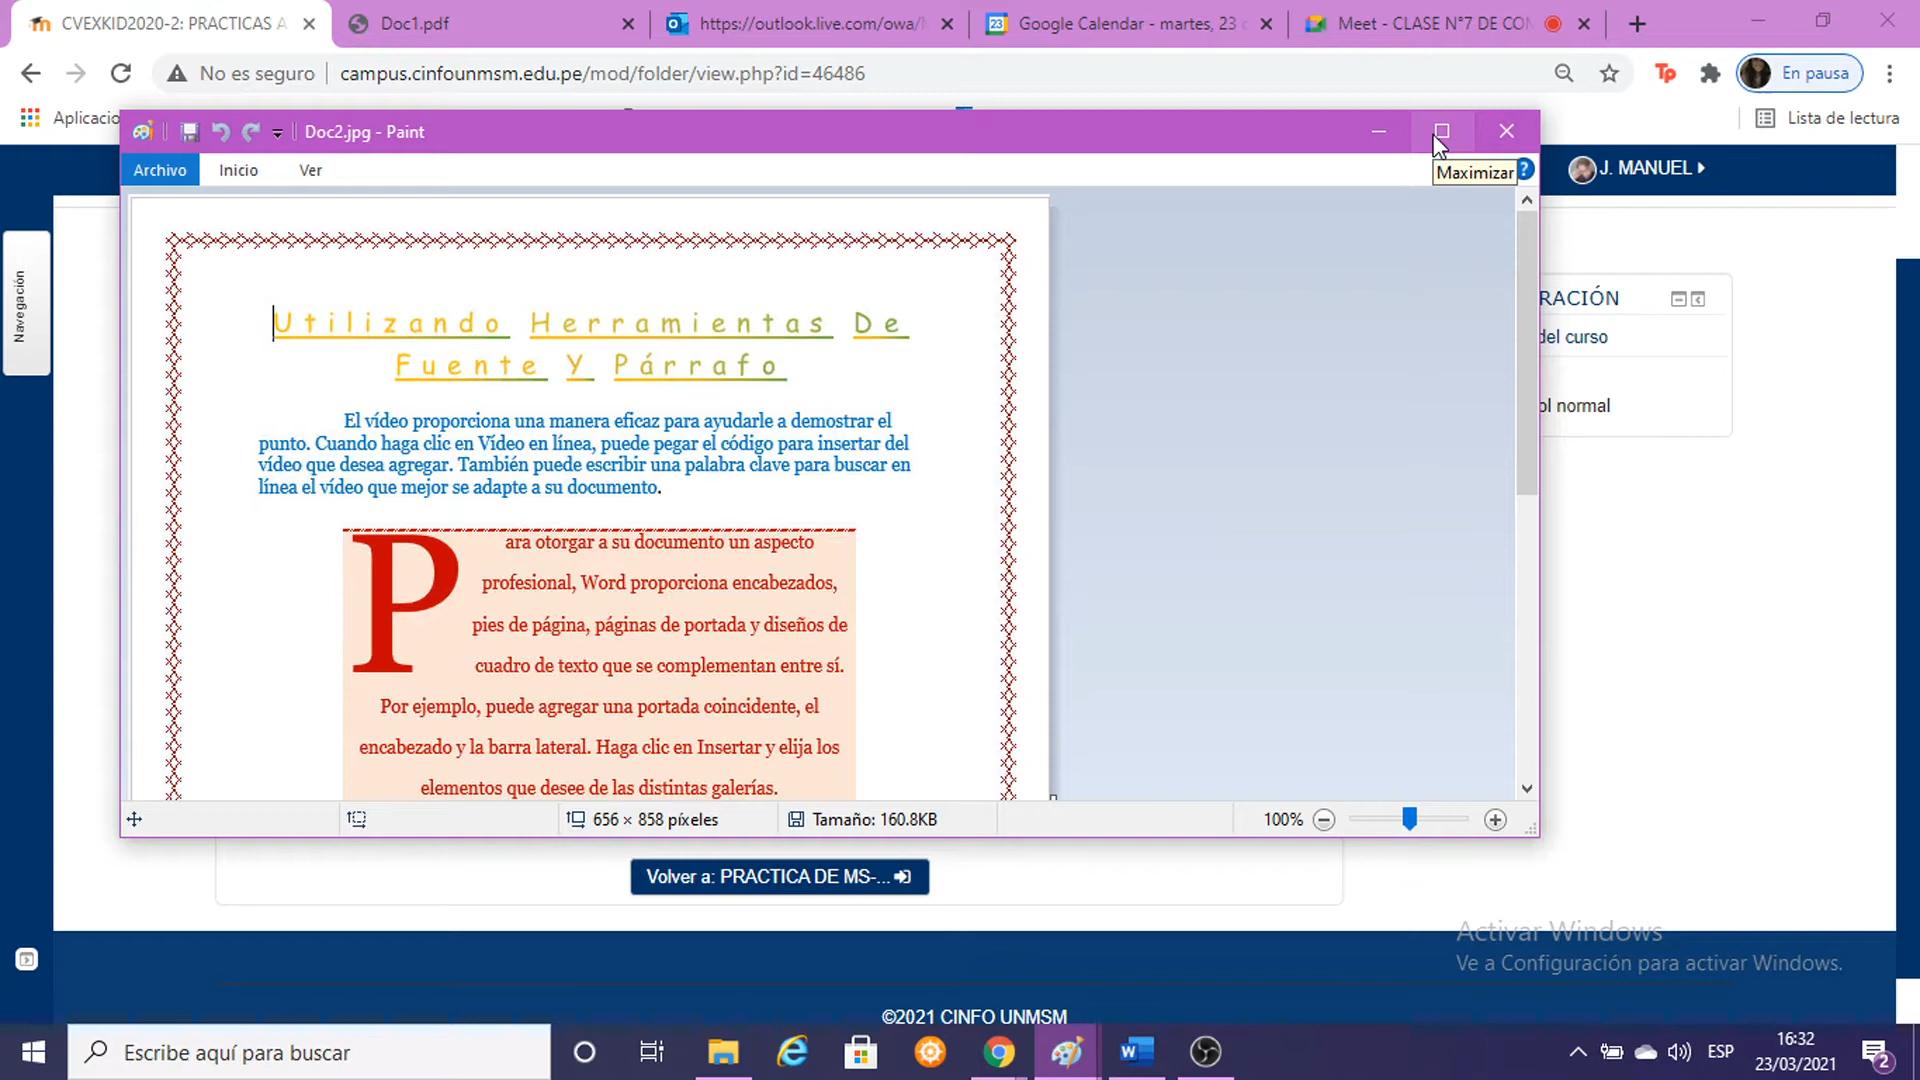 CVEXKID2020-2: PRACTICAS A
Doc1.pdf
https://outlook.live.com/owa/
Google Calendar - martes, 23 d
Meet - CLASE N°7 DE CON
No es seguro
campus.cinfounmsm.edu.pe/mod/folder/view.php?id=46486
Tp
En pausa
Aplicacio
Lista de lectura
Doc2.jpg - Paint
Archivo
Inicio
Ver
Maximizar
J. MANUEL
Navegación
RACIÓN
del curso
ol normal
Utilizando Herramientas De
Fuente Y Párrafo
El vídeo proporciona una manera eficaz para ayudarle a demostrar el
punto. Cuando haga clic en Vídeo en línea, puede pegar el código para insertar del
vídeo que desea agregar. También puede escribir una palabra clave para buscar en
línea el vídeo que mejor se adapte a su documento.
Para otorgar a su documento un aspecto
profesional, Word proporciona encabezados,
pies de página, páginas de portada y diseños de
cuadro de texto que se complementan entre sí.
Por ejemplo, puede agregar una portada coincidente, el
encabezado y la barra lateral. Haga clic en Insertar y elija los
elementos que desee de las distintas galerías.
656 × 858 píxeles
Tamaño: 160.8KB
100%
Volver a: PRACTICA DE MS-...
Activar Windows
Ve a Configuración para activar Windows.
©2021 CINFO UNMSM
Escribe aquí para buscar
ESP
16:32
23/03/2021
2